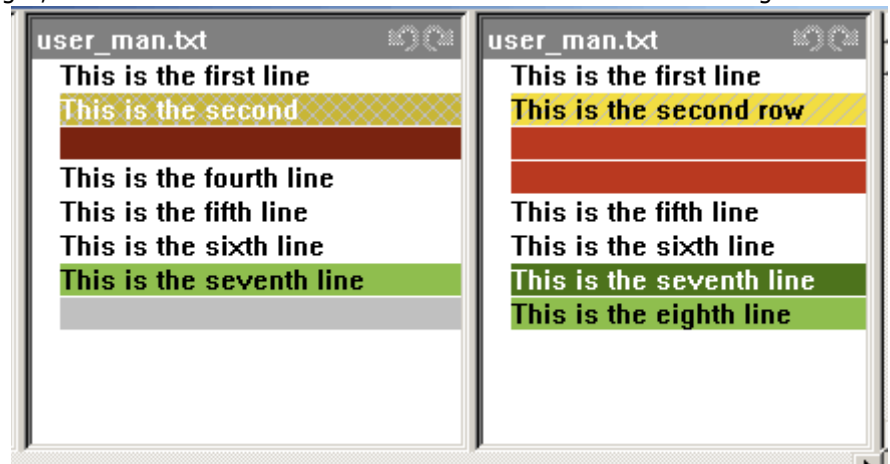 user_man.txt
This is the first line
This is the second
This is the fourth line
This is the fifth line
This is the sixth line
This is the seventh line
user_man.txt
This is the first line
This is the second row
This is the fifth line
This is the sixth line
This is the seventh line
This is the eighth line